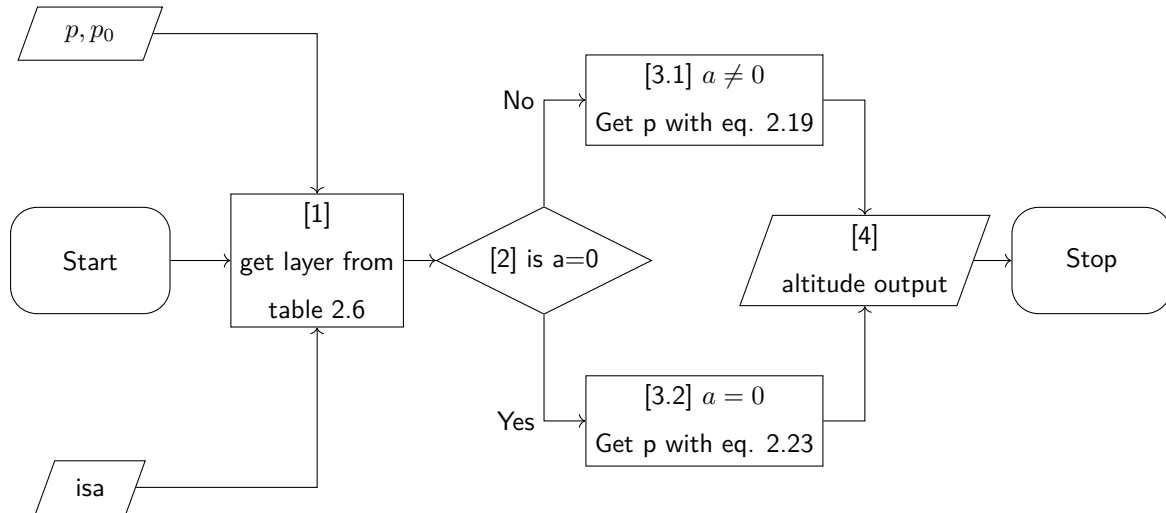 p, p₀
Start
[1]
get layer from
table 2.6
isa
[2] is a=0
No
[3.1] a ≠ 0
Get p with eq. 2.19
Yes
[3.2] a = 0
Get p with eq. 2.23
[4]
altitude output
Stop